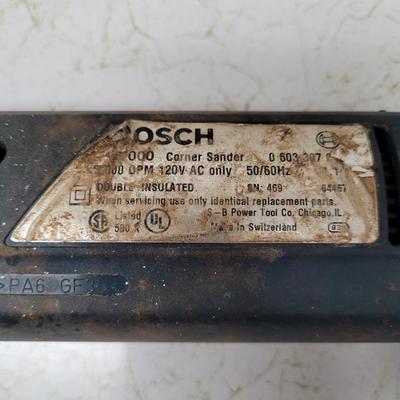 BOSCH
Corner Sander 0 603
OPM 120V AC only 50/60Hz
DOUBLE INSULATED. SN: 469
When servicing use only identical replacement parts.
Listed S-B Power Tool Co. Chicago, IL
Made in Switzerland
>PA6 GF3